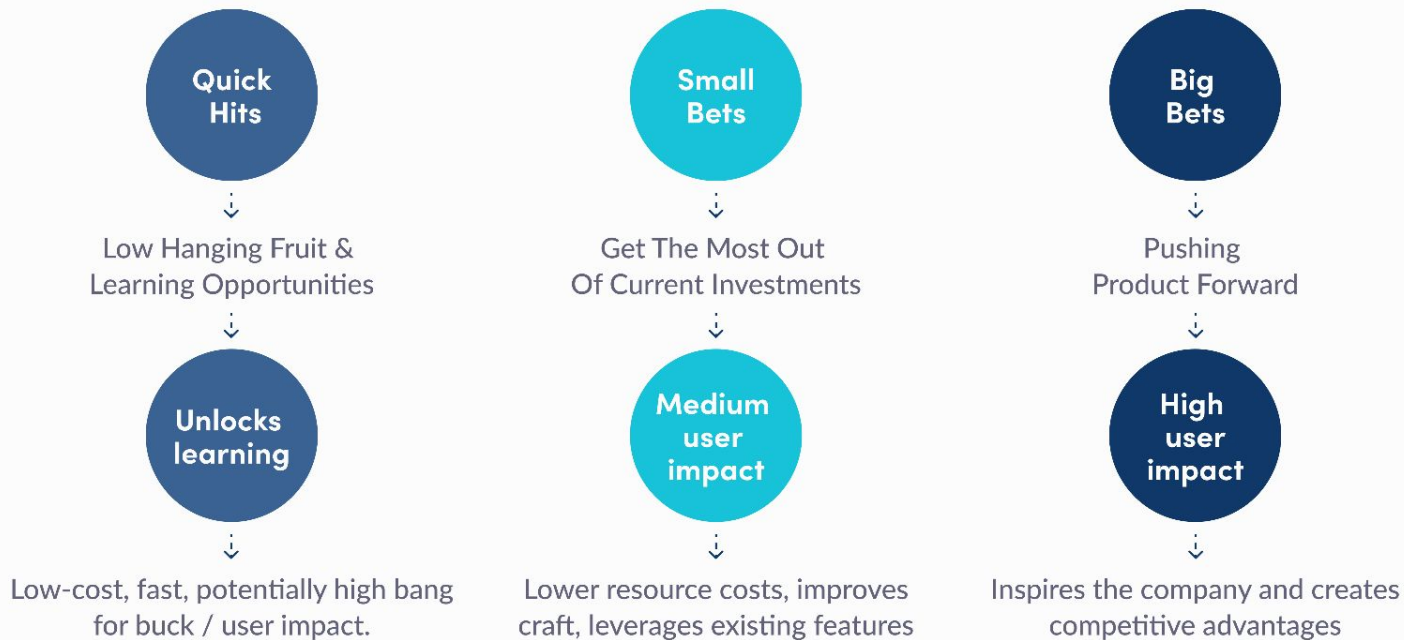 Quick
Hits
Low Hanging Fruit &
Learning Opportunities
Unlocks
learning
Low-cost, fast, potentially high bang
for buck / user impact.
Small
Bets
Get The Most Out
Of Current Investments
Medium
user
impact
Lower resource costs, improves
craft, leverages existing features
Big
Bets
Pushing
Product Forward
High
user
impact
Inspires the company and creates
competitive advantages